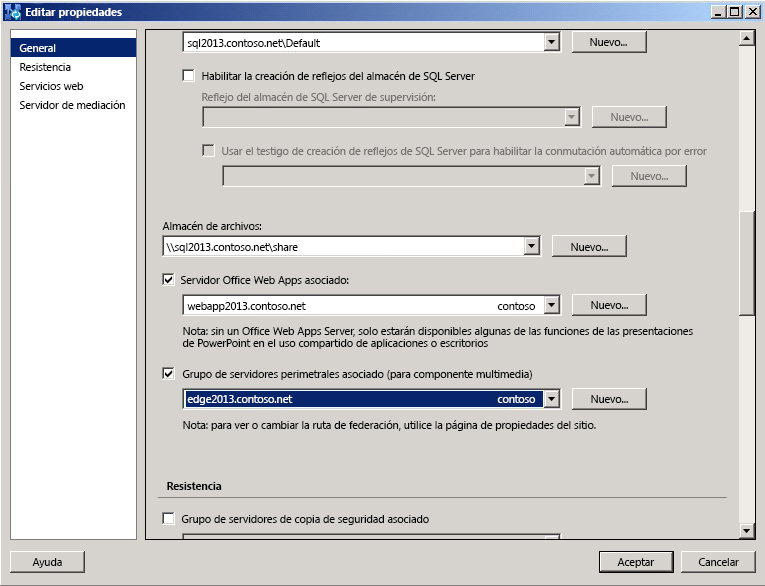 Editar propiedades
General
Resistencia
Servicios web
Servidor de mediación
sql2013.contoso.net\Default
Nuevo...
Habilitar la creación de reflejos del almacén de SQL Server
Reflejo del almacén de SQL Server de supervisión:
Nuevo...
Usar el testigo de creación de reflejos de SQL Server para habilitar la conmutación automática por error
Nuevo...
Almacén de archivos:
\\sql2013.contoso.net\share
Nuevo...
Servidor Office Web Apps asociado:
webapp2013.contoso.net contoso
Nuevo...
Nota: sin un Office Web Apps Server, solo estarán disponibles algunas de las funciones de las presentaciones
de PowerPoint en el uso compartido de aplicaciones o escritorios
Grupo de servidores perimetrales asociado (para componente multimedia)
edge2013.contoso.net contoso
Nuevo...
Nota: para ver o cambiar la ruta de federación, utilice la página de propiedades del sitio.
Resistencia
Grupo de servidores de copia de seguridad asociado
Ayuda
Aceptar
Cancelar